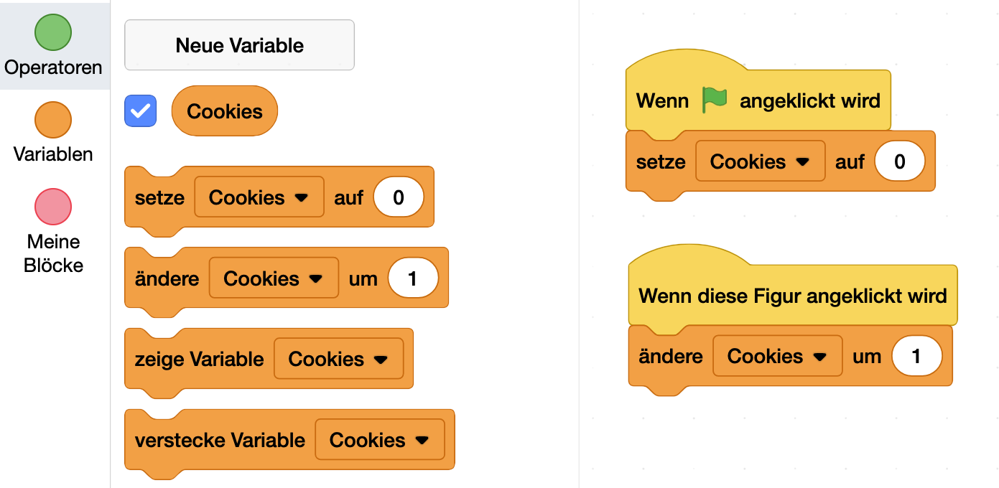 Operatoren
Variablen
Meine
Blöcke
Neue Variable
Cookies
setze Cookies auf 0
ändere Cookies um 1
zeige Variable Cookies
verstecke Variable Cookies
Wenn angeklickt wird
setze Cookies auf 0
Wenn diese Figur angeklickt wird
ändere Cookies um 1